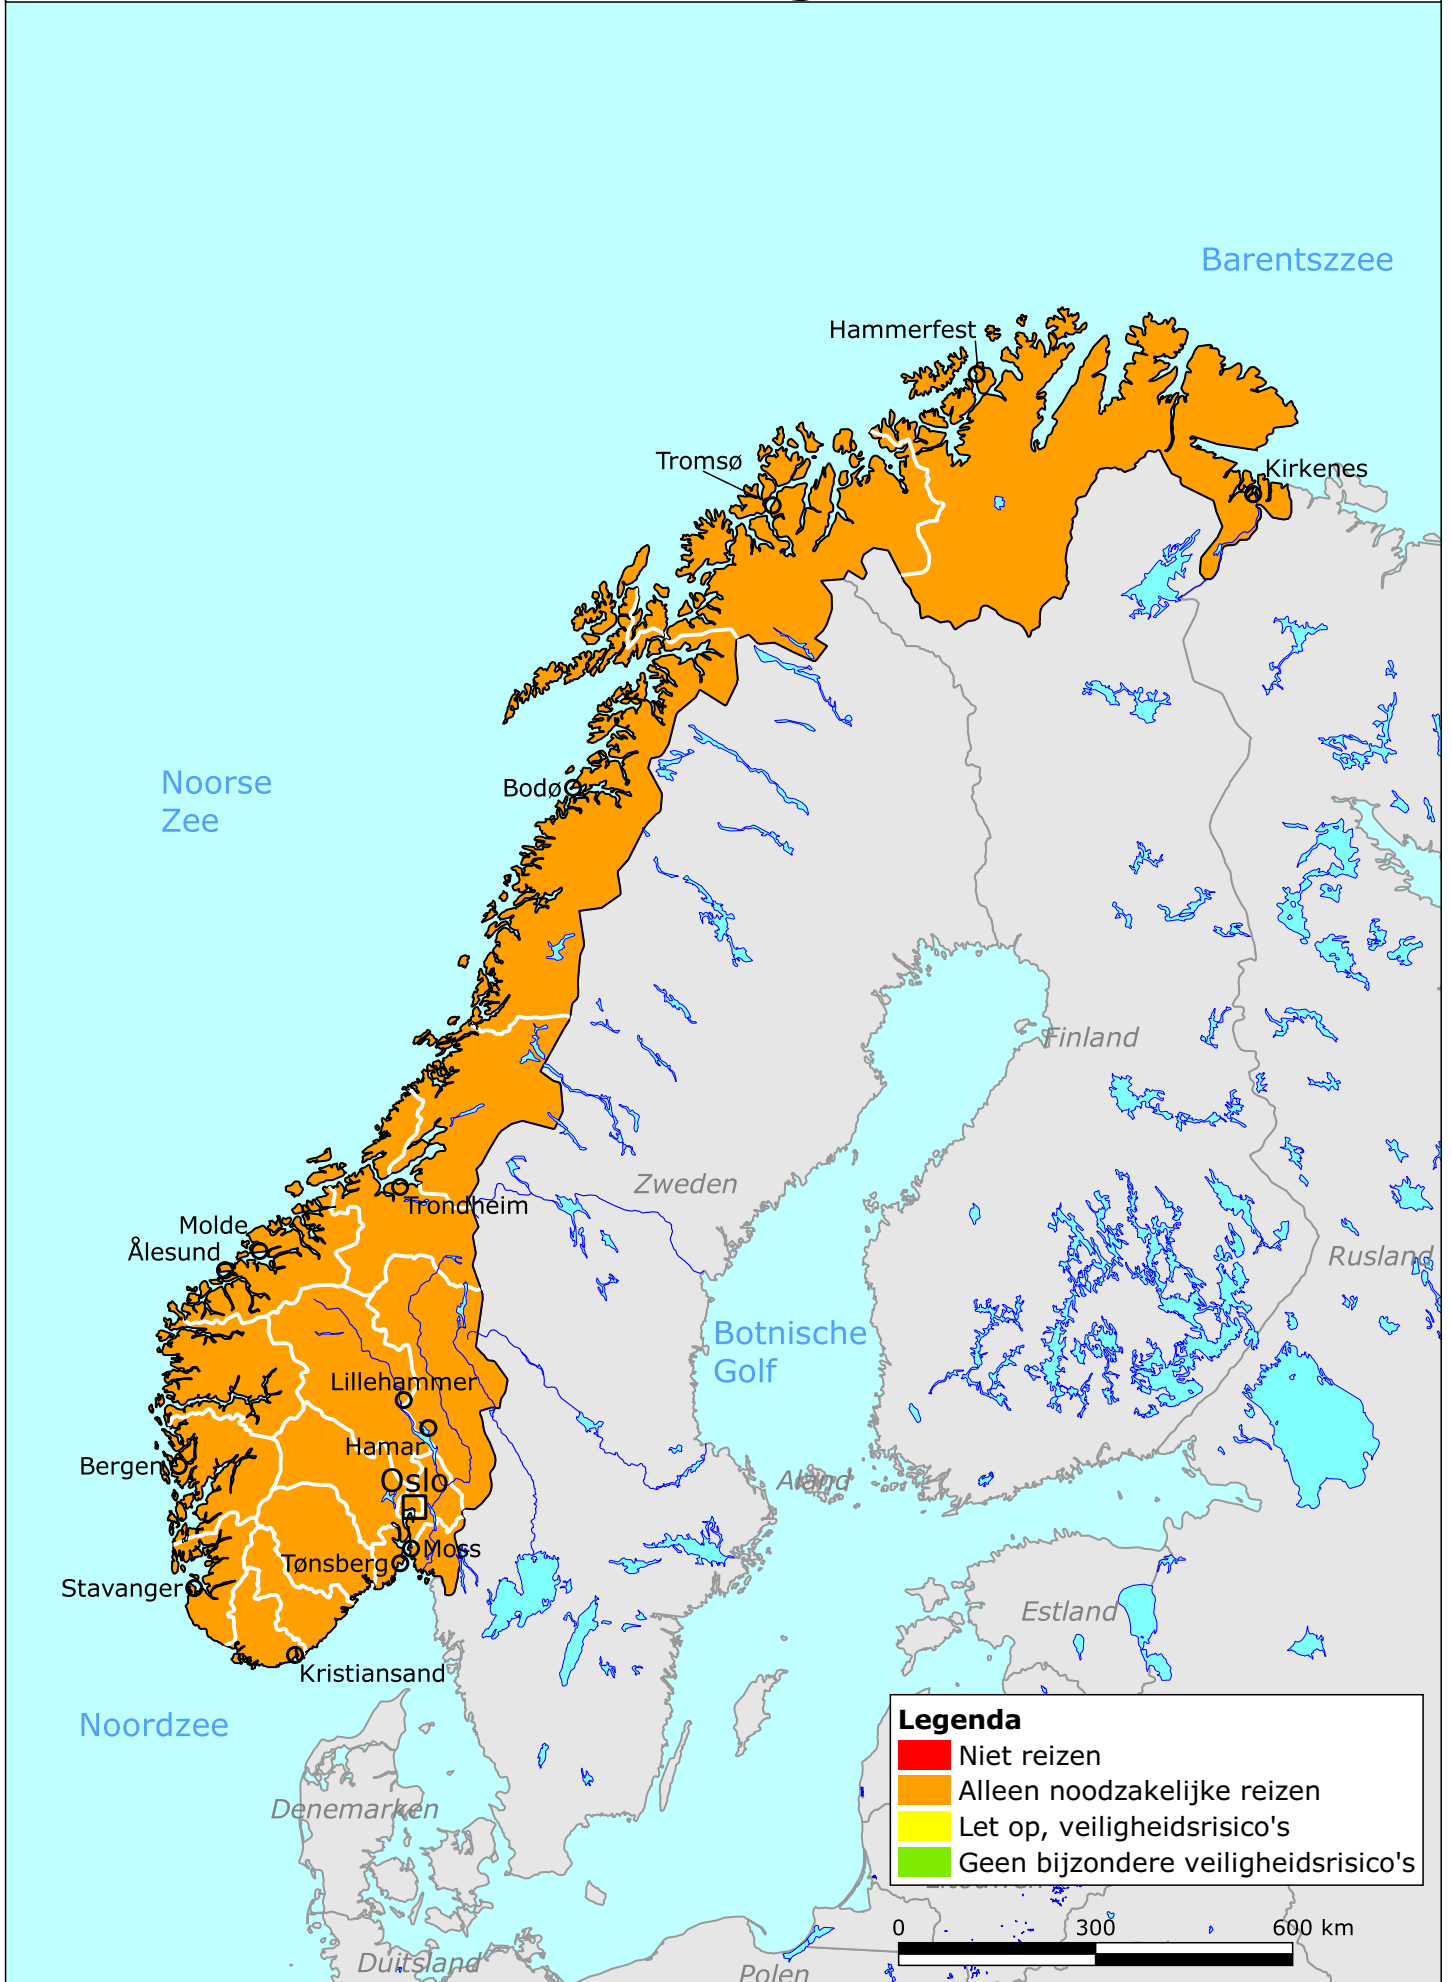 Barentszzee
Hammerfest
Tromsø
Kirkenes
Noorse
Zee
Bodø
Finland
Zweden
Trondheim
Molde
Ålesund
Rusland
Botnische
Golf
Lillehammer
Hamar
Bergen
Oslo
Åland
Moss
Tønsberg
Stavanger
Estland
Kristiansand
Noordzee
Legenda
Niet reizen
Alleen noodzakelijke reizen
Let op, veiligheidsrisico's
Geen bijzondere veiligheidsrisico's
Denemarken
Litouwen
0 300 600 km
Duitsland
Polen